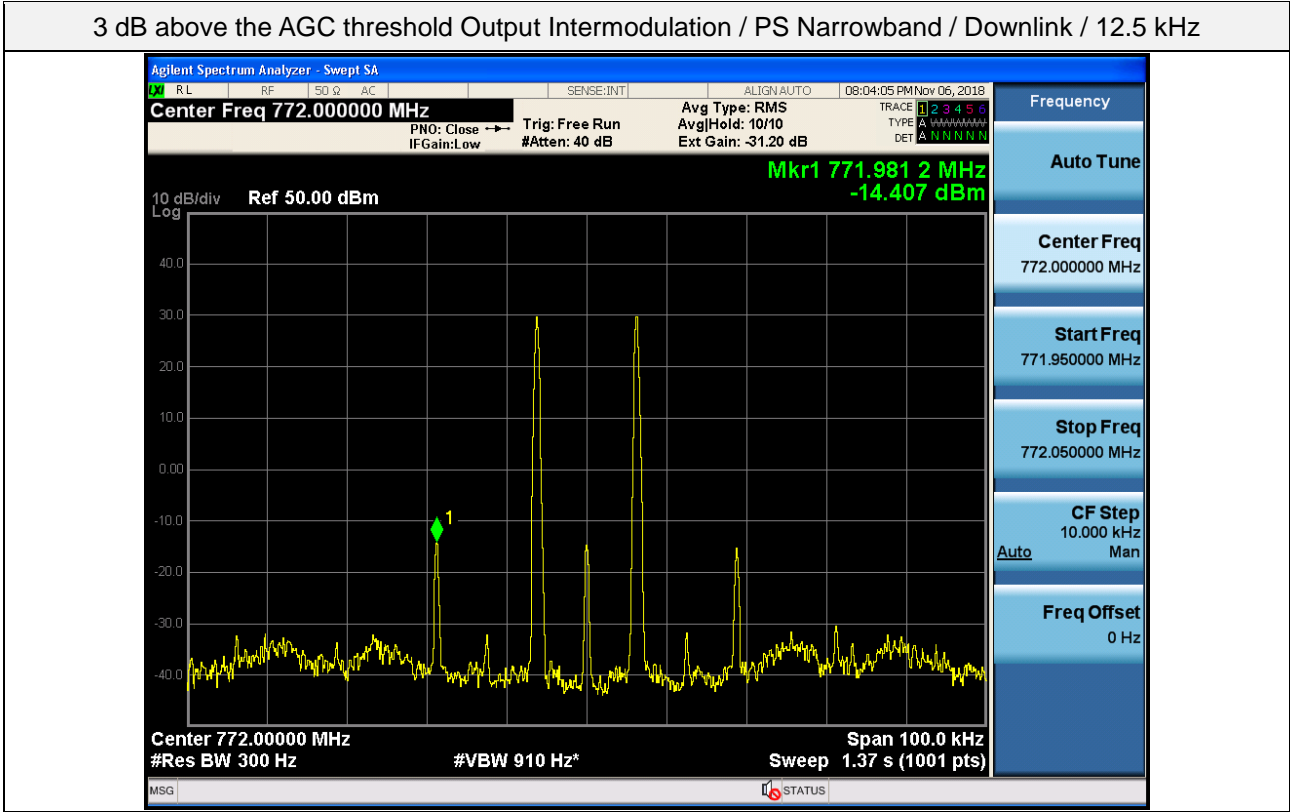 3 dB above the AGC threshold Output Intermodulation / PS Narrowband / Downlink / 12.5 kHz
Agilent Spectrum Analyzer - Swept SA
LXI RL RF 50 Ω AC SENSE:INT ALIGN AUTO 08:04:05 PM Nov 06, 2018
Center Freq 772.000000 MHz
PNO: Close
IFGain:Low
Trig: Free Run
#Atten: 40 dB
Avg Type: RMS
Avg|Hold: 10/10
Ext Gain: -31.20 dB
TRACE 1 2 3 4 5 6
TYPE A WWWWW
DET A N N N N N
Mkr1 771.981 2 MHz
-14.407 dBm
10 dB/div Ref 50.00 dBm
Log
40.0
30.0
20.0
10.0
0.00
-10.0
-20.0
-30.0
-40.0
1
Center 772.00000 MHz Span 100.0 kHz
#Res BW 300 Hz #VBW 910 Hz* Sweep 1.37 s (1001 pts)
MSG STATUS
Frequency
Auto Tune
Center Freq
772.000000 MHz
Start Freq
771.950000 MHz
Stop Freq
772.050000 MHz
CF Step
10.000 kHz
Auto Man
Freq Offset
0 Hz